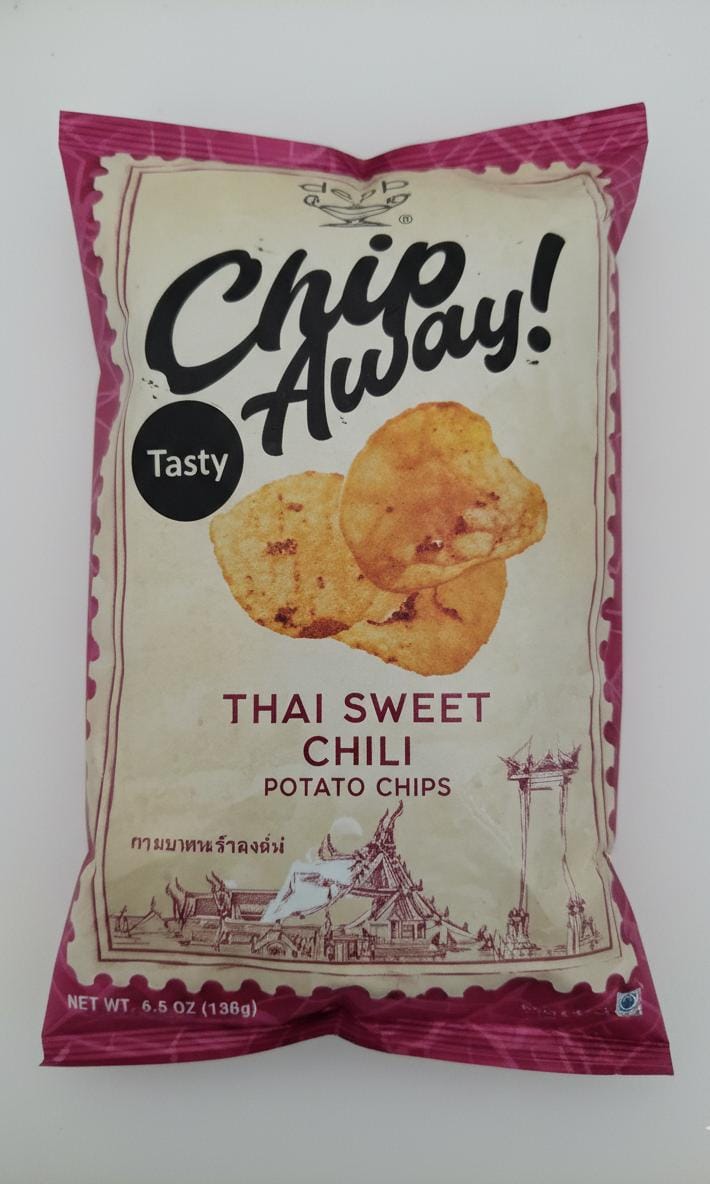 ®
Chip
Away!
Tasty
THAI SWEET
CHILI
POTATO CHIPS
NET WT. 6.5 OZ (136g)